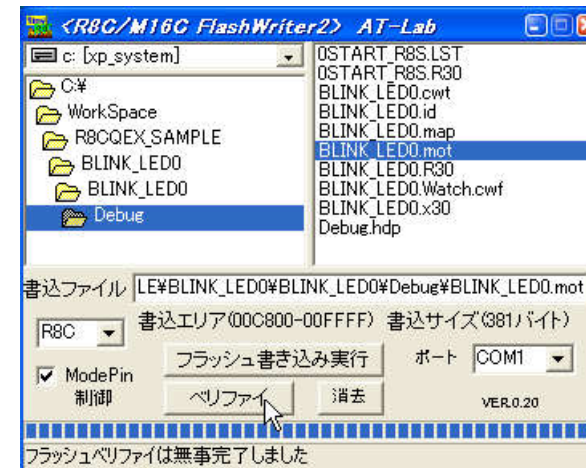 <R8C/M16C FlashWriter2> AT-Lab
c: [xp_system]
C:¥
WorkSpace
R8CQEX_SAMPLE
BLINK_LED0
BLINK_LED0
Debug
0START_R8S.LST
0START_R8S.R30
BLINK_LED0.cwt
BLINK_LED0.id
BLINK_LED0.map
BLINK_LED0.mot
BLINK_LED0.R30
BLINK_LED0.Watch.cwf
BLINK_LED0.x30
Debug.hdp
書込ファイル LE¥BLINK_LED0¥BLINK_LED0¥Debug¥BLINK_LED0.mot
R8C 書込エリア(00C800-00FFFF) 書込サイズ(381バイト)
フラッシュ書き込み実行 ポート COM1
ModePin
制御 ベリファイ 消去 VER.0.20
フラッシュベリファイは無事完了しました